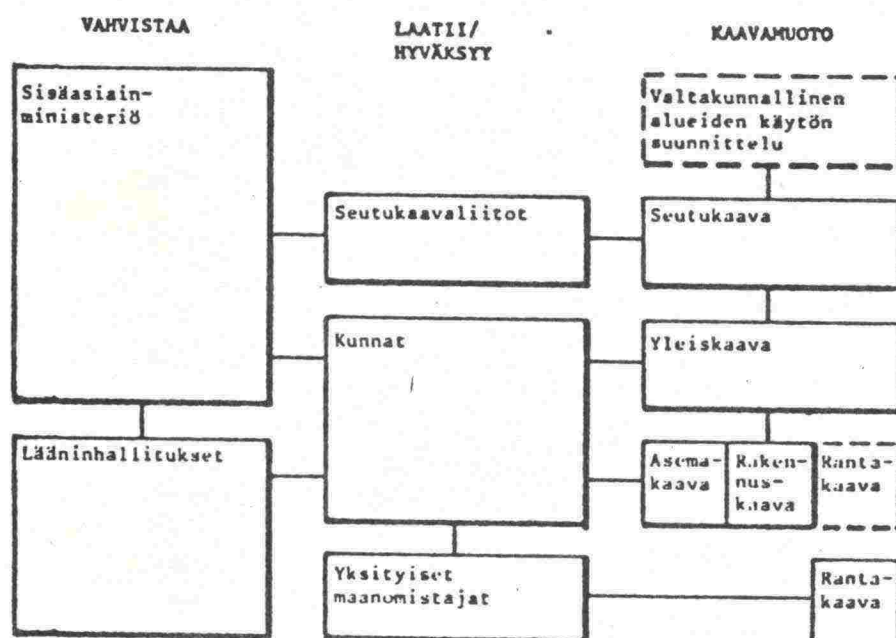 VAHVISTAA
LAATII/
HYVÄKSYY
KAAVAMUOTO
Sisäasiain-
ministeriö
Valtakunnallinen
alueiden käytön
suunnittelu
Seutukaavaliitot
Seutukaava
Kunnat
Yleiskaava
Lääninhallitukset
Asema-
kaava
Raken-
nus-
kaava
Ranta-
kaava
Yksityiset
maanomistajat
Ranta-
kaava